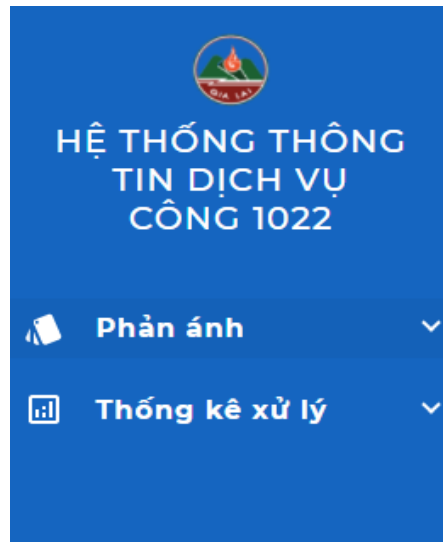 GIA LAI
HỆ THỐNG THÔNG
TIN DỊCH VỤ
CÔNG 1022
Phản ánh
Thống kê xử lý